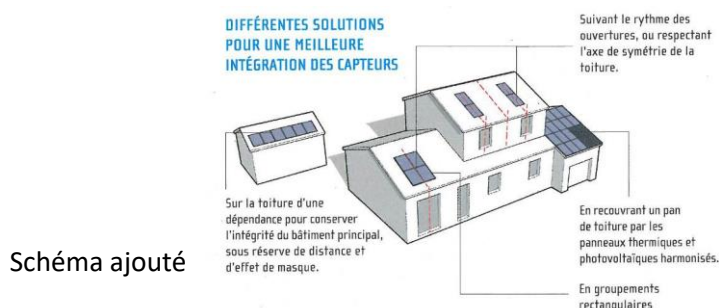 DIFFÉRENTES SOLUTIONS
POUR UNE MEILLEURE
INTÉGRATION DES CAPTEURS
Suivant le rythme des
ouvertures, ou respectant
l'axe de symétrie de la
toiture.
Sur la toiture d'une
dépendance pour conserver
l'intégrité du bâtiment principal,
sous réserve de distance et
d'effet de masque.
En recouvrant un pan
de toiture par les
panneaux thermiques et
photovoltaïques harmonisés.
Schéma ajouté
En groupements
rectangulaires